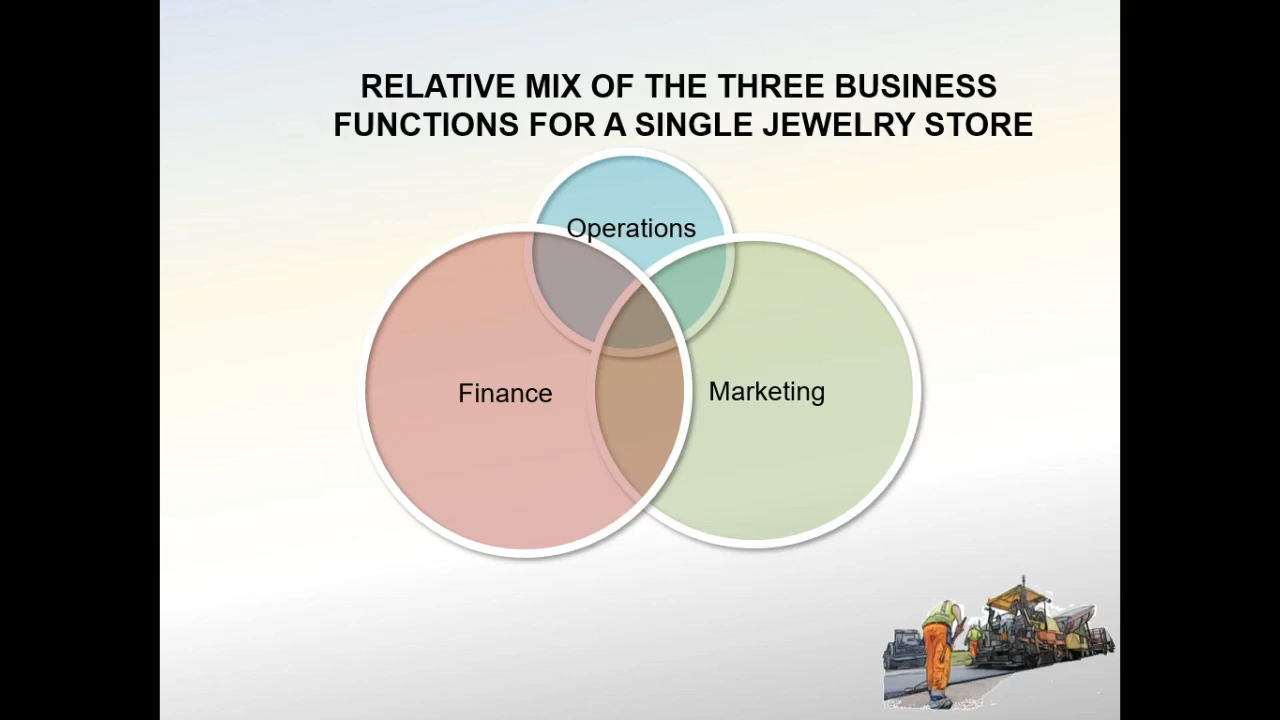 RELATIVE MIX OF THE THREE BUSINESS
FUNCTIONS FOR A SINGLE JEWELRY STORE
Operations
Finance
Marketing